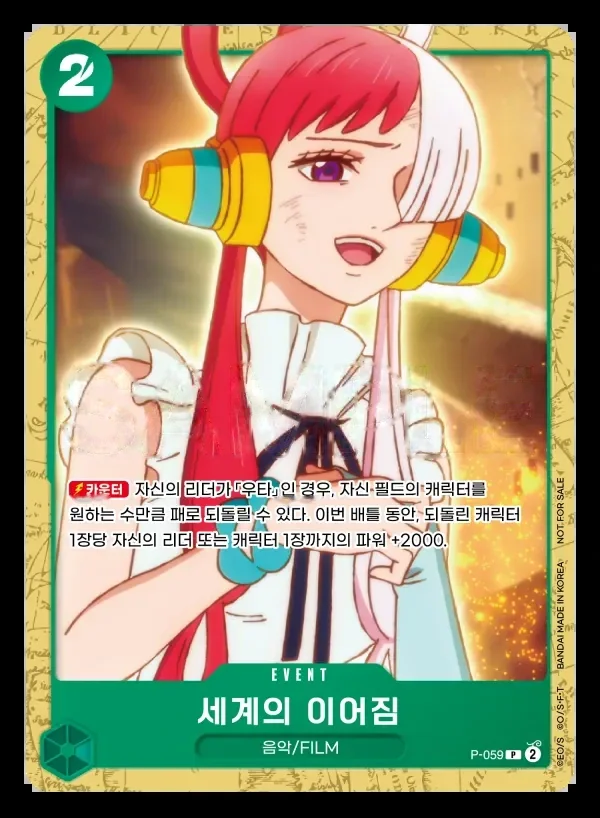 2
카운터 자신의 리더가 「우타」인 경우, 자신 필드의 캐릭터를
원하는 수만큼 패로 되돌릴 수 있다. 이번 배틀 동안, 되돌린 캐릭터
1장당 자신의 리더 또는 캐릭터 1장까지의 파워 +2000.
EVENT
세계의 이어짐
음악/FILM
P-059 P 2
©EO/S ©O/S·F·T BANDAI MADE IN KOREA NOT FOR SALE